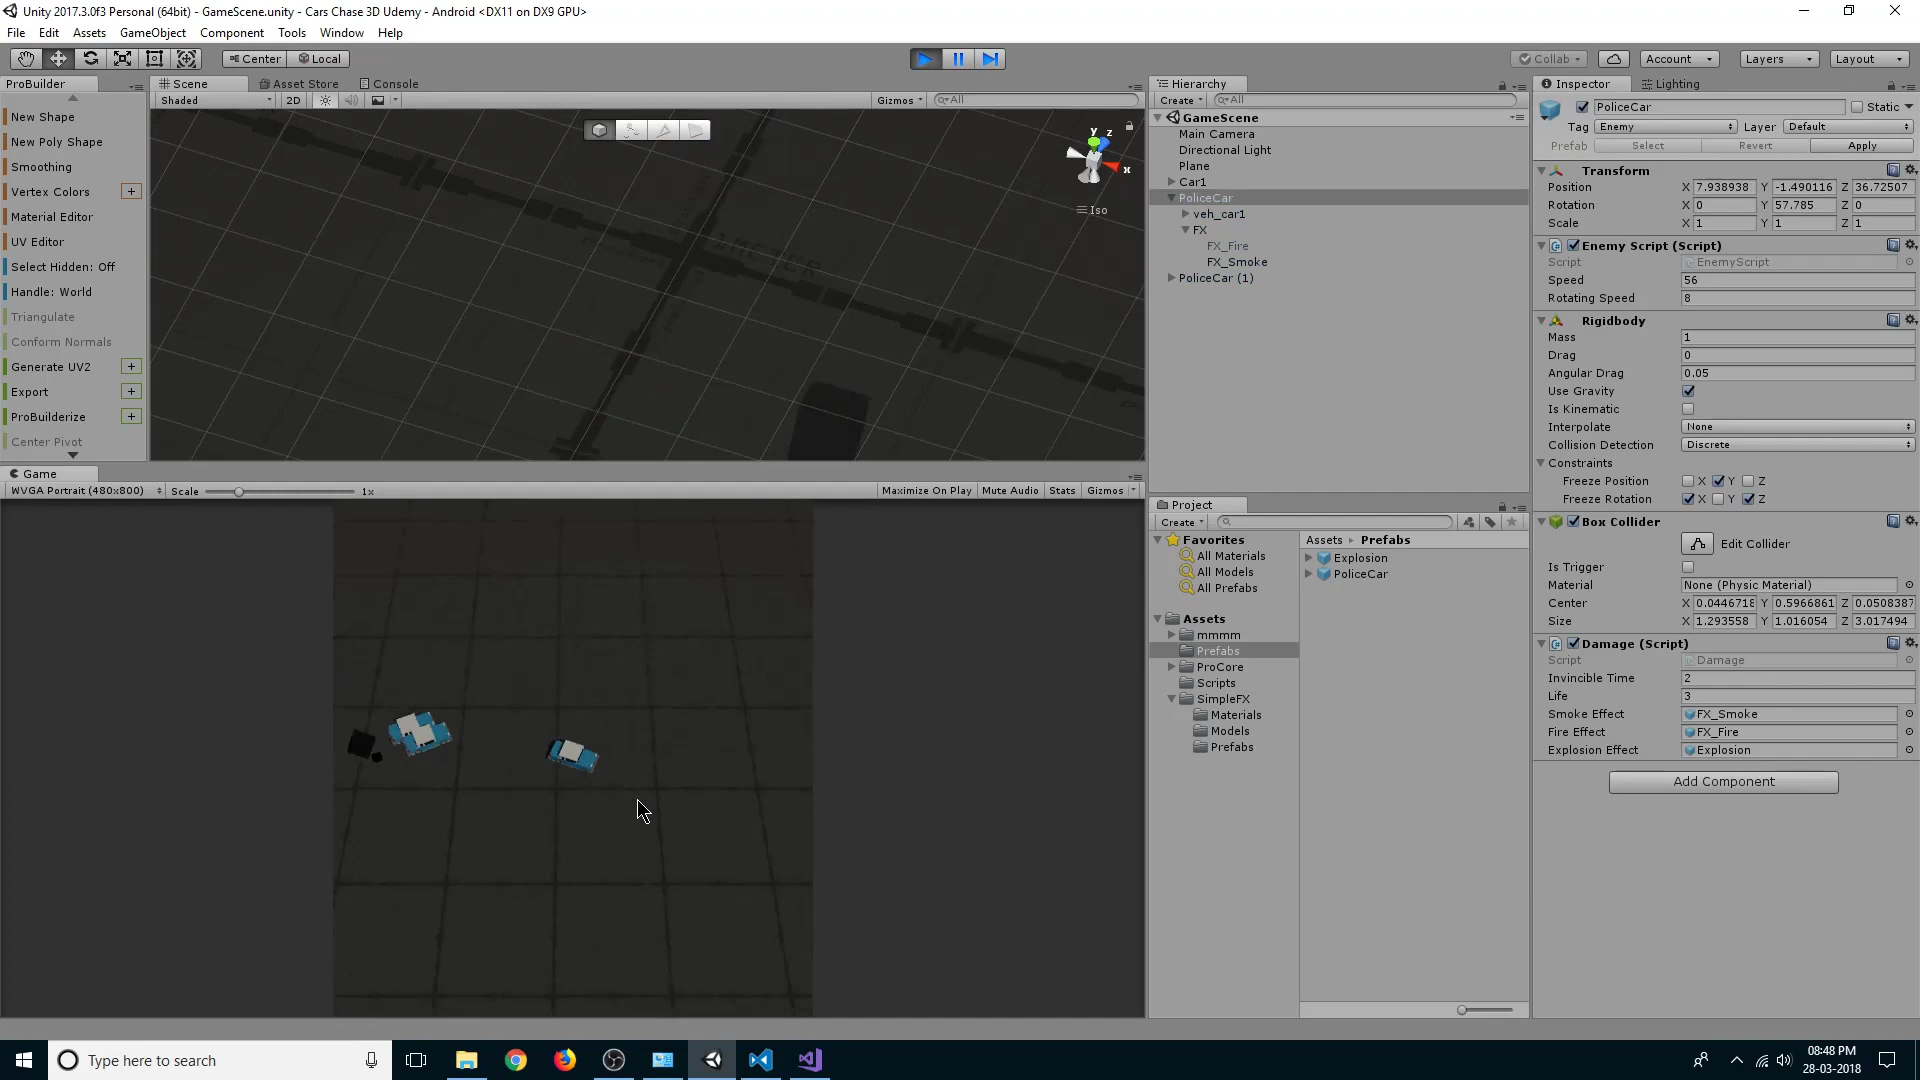 Unity 2017.3.0f3 Personal (64bit) - GameScene.unity - Cars Chase 3D Udemy - Android <DX11 on DX9 GPU>
File Edit Assets GameObject Component Tools Window Help
Center Local Collab Account Layers Layout
ProBuilder
New Shape
New Poly Shape
Smoothing
Vertex Colors +
Material Editor
UV Editor
Select Hidden: Off
Handle: World
Triangulate
Conform Normals
Generate UV2 +
Export +
ProBuilderize +
Center Pivot
Scene Asset Store Console
Shaded 2D Gizmos All
y z
x
Iso
Game
WVGA Portrait (480x800) Scale 1x Maximize On Play Mute Audio Stats Gizmos
Hierarchy
Create All
GameScene
Main Camera
Directional Light
Plane
Car1
PoliceCar
veh_car1
FX
FX_Fire
FX_Smoke
PoliceCar (1)
Project
Create
Favorites
All Materials
All Models
All Prefabs
Assets
mmmm
Prefabs
ProCore
Scripts
SimpleFX
Materials
Models
Prefabs
Assets Prefabs
Explosion
PoliceCar
Inspector Lighting
PoliceCar Static
Tag Enemy Layer Default
Prefab Select Revert Apply
Transform
Position X 7.938938 Y -1.490116 Z 36.72507
Rotation X 0 Y 57.785 Z 0
Scale X 1 Y 1 Z 1
Enemy Script (Script)
Script EnemyScript
Speed 56
Rotating Speed 8
Rigidbody
Mass 1
Drag 0
Angular Drag 0.05
Use Gravity
Is Kinematic
Interpolate None
Collision Detection Discrete
Constraints
Freeze Position X Y Z
Freeze Rotation X Y Z
Box Collider
Edit Collider
Is Trigger
Material None (Physic Material)
Center X 0.0446718 Y 0.5966861 Z 0.0508387
Size X 1.293558 Y 1.016054 Z 3.017494
Damage (Script)
Script Damage
Invincible Time 2
Life 3
Smoke Effect FX_Smoke
Fire Effect FX_Fire
Explosion Effect Explosion
Add Component
Type here to search
08:48 PM
28-03-2018